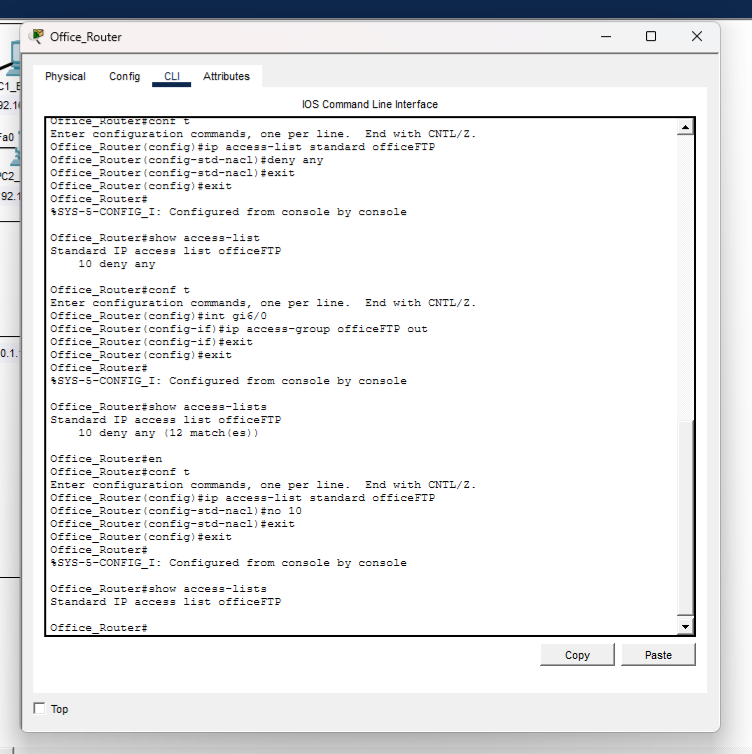 Office_Router
Physical Config CLI Attributes
IOS Command Line Interface
Office_Router#conf t
Enter configuration commands, one per line.  End with CNTL/Z.
Office_Router(config)#ip access-list standard officeFTP
Office_Router(config-std-nacl)#deny any
Office_Router(config-std-nacl)#exit
Office_Router(config)#exit
Office_Router#
%SYS-5-CONFIG_I: Configured from console by console
Office_Router#show access-list
Standard IP access list officeFTP
    10 deny any
Office_Router#conf t
Enter configuration commands, one per line.  End with CNTL/Z.
Office_Router(config)#int gi6/0
Office_Router(config-if)#ip access-group officeFTP out
Office_Router(config-if)#exit
Office_Router(config)#exit
Office_Router#
%SYS-5-CONFIG_I: Configured from console by console
Office_Router#show access-lists
Standard IP access list officeFTP
    10 deny any (12 match(es))
Office_Router#en
Office_Router#conf t
Enter configuration commands, one per line.  End with CNTL/Z.
Office_Router(config)#ip access-list standard officeFTP
Office_Router(config-std-nacl)#no 10
Office_Router(config-std-nacl)#exit
Office_Router(config)#exit
Office_Router#
%SYS-5-CONFIG_I: Configured from console by console
Office_Router#show access-lists
Standard IP access list officeFTP
Office_Router#
Copy Paste
Top